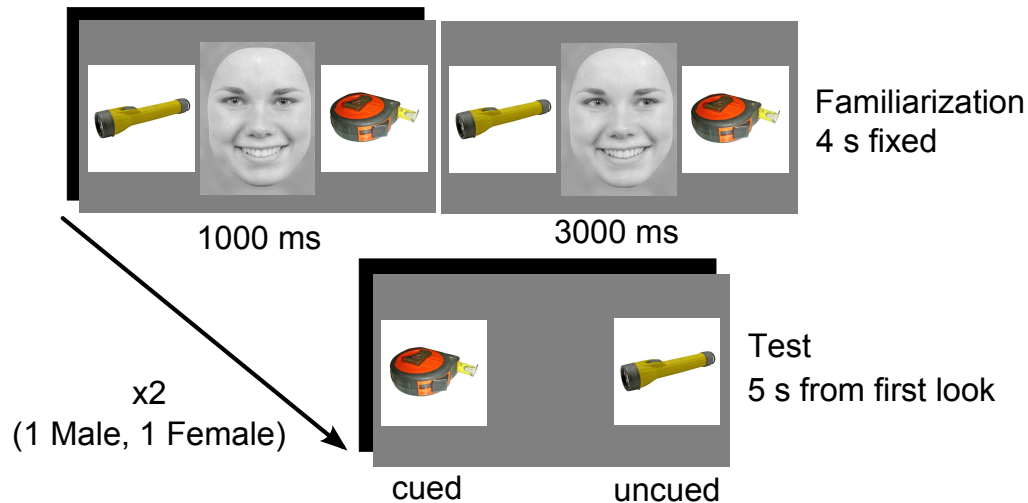 Familiarization
4 s fixed
1000 ms
3000 ms
Test
5 s from first look
x2
(1 Male, 1 Female)
cued
uncued